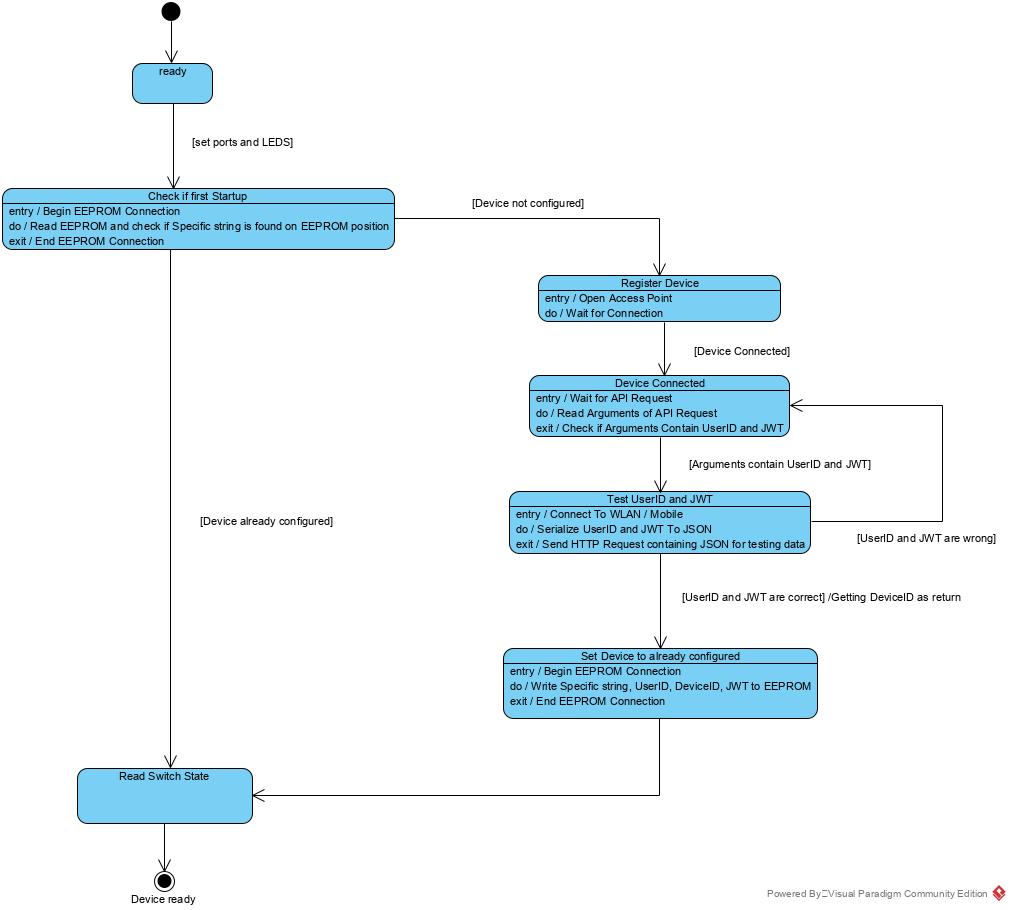 ready
[set ports and LEDS]
Check if first Startup
entry / Begin EEPROM Connection
do / Read EEPROM and check if Specific string is found on EEPROM position
exit / End EEPROM Connection
[Device not configured]
Register Device
entry / Open Access Point
do / Wait for Connection
[Device Connected]
Device Connected
entry / Wait for API Request
do / Read Arguments of API Request
exit / Check if Arguments Contain UserID and JWT
[Arguments contain UserID and JWT]
Test UserID and JWT
entry / Connect To WLAN / Mobile
do / Serialize UserID and JWT To JSON
exit / Send HTTP Request containing JSON for testing data
[Device already configured]
[UserID and JWT are wrong]
[UserID and JWT are correct] /Getting DeviceID as return
Set Device to already configured
entry / Begin EEPROM Connection
do / Write Specific string, UserID, DeviceID, JWT to EEPROM
exit / End EEPROM Connection
Read Switch State
Device ready
Powered By Visual Paradigm Community Edition